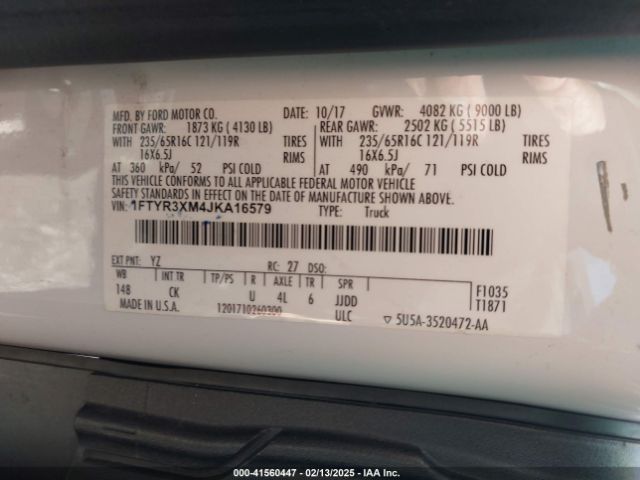 MFD. BY FORD MOTOR CO. DATE: 10/17 GVWR: 4082 KG ( 9000 LB)
FRONT GAWR: 1873 KG ( 4130 LB) REAR GAWR: 2502 KG ( 5515 LB)
WITH 235/65R16C 121/119R TIRES WITH 235/65R16C 121/119R TIRES
16X6.5J RIMS 16X6.5J RIMS
AT 360 kPa/ 52 PSI COLD AT 490 kPa/ 71 PSI COLD
THIS VEHICLE CONFORMS TO ALL APPLICABLE FEDERAL MOTOR VEHICLE
SAFETY STANDARDS IN EFFECT ON THE DATE OF MANUFACTURE SHOWN ABOVE.
VIN: 1FTYR3XM4JKA16579 TYPE: Truck
EXT PNT: YZ RC: 27 DSO:
WB INT TR TP/PS R AXLE TR SPR F1035
148 CK U 4L 6 JJDD T1871
MADE IN U.S.A. 1201710260300 ULC ▽ 5U5A-3520472-AA
000-41560447 - 02/13/2025 - IAA Inc.